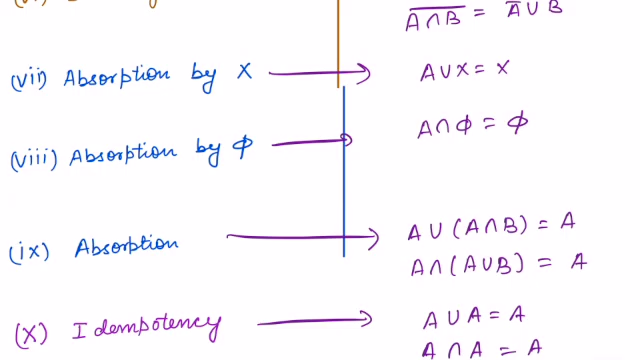 A̅∩̅B̅ = A̅ ∪ B̅
(vii) Absorption by X → A∪X = X
(viii) Absorption by ϕ → A∩ϕ = ϕ
(ix) Absorption → A∪(A∩B) = A
A∩(A∪B) = A
(X) Idempotency → A∪A = A
A∩A = A